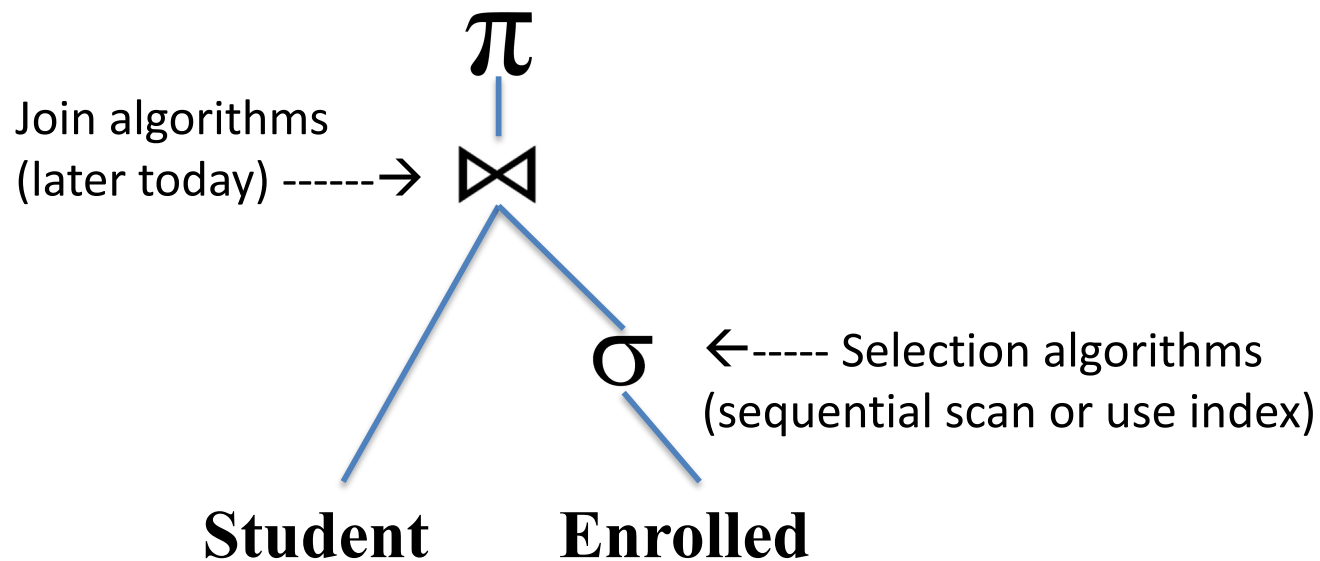 π
Join algorithms
(later today) ------→ ⋈
σ ←----- Selection algorithms
(sequential scan or use index)
Student Enrolled